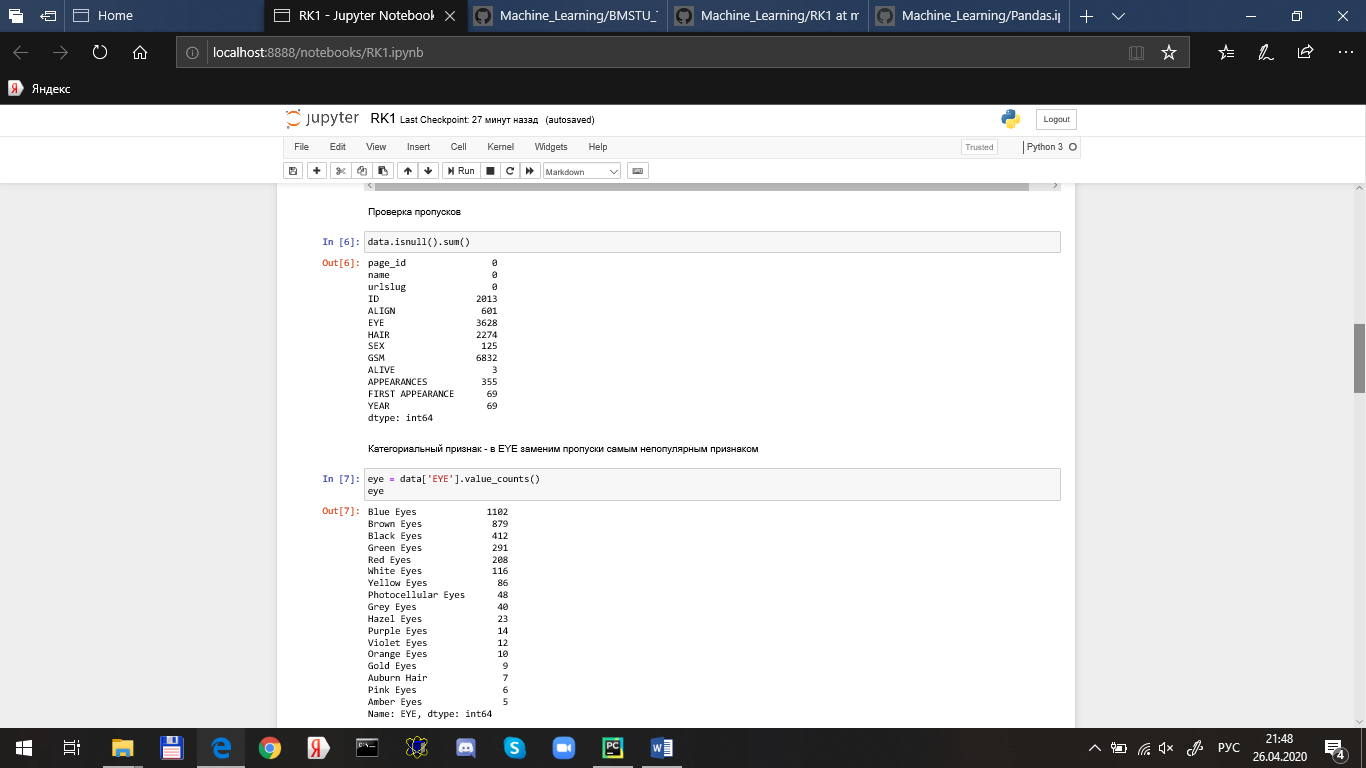 Home
RK1 - Jupyter Notebook
Machine_Learning/BMSTU_
Machine_Learning/RK1 at m
Machine_Learning/Pandas.ip
localhost:8888/notebooks/RK1.ipynb
Яндекс
jupyter RK1 Last Checkpoint: 27 минут назад (autosaved)
Logout
File Edit View Insert Cell Kernel Widgets Help
Trusted
Python 3
Run
Markdown
Проверка пропусков
In [6]: data.isnull().sum()
Out[6]: page_id 0
name 0
urlslug 0
ID 2013
ALIGN 601
EYE 3628
HAIR 2274
SEX 125
GSM 6832
ALIVE 3
APPEARANCES 355
FIRST APPEARANCE 69
YEAR 69
dtype: int64
Категориальный признак - в EYE заменим пропуски самым непопулярным признаком
In [7]: eye = data['EYE'].value_counts()
eye
Out[7]: Blue Eyes 1102
Brown Eyes 879
Black Eyes 412
Green Eyes 291
Red Eyes 208
White Eyes 116
Yellow Eyes 86
Photocellular Eyes 48
Grey Eyes 40
Hazel Eyes 23
Purple Eyes 14
Violet Eyes 12
Orange Eyes 10
Gold Eyes 9
Auburn Hair 7
Pink Eyes 6
Amber Eyes 5
Name: EYE, dtype: int64
РУС
21:48
26.04.2020
4